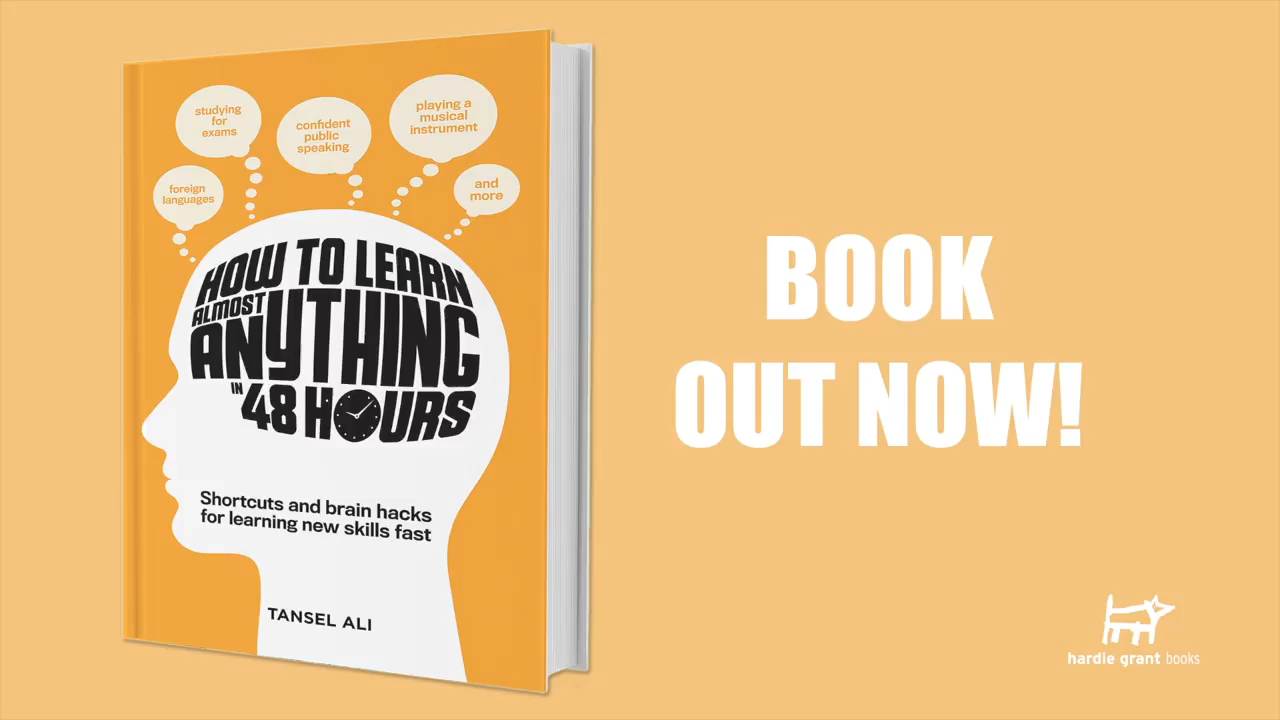 studying
for
exams
confident
public
speaking
playing a
musical
instrument
foreign
languages
and
more
HOW TO LEARN
ALMOST
ANYTHING
IN
48 HOURS
Shortcuts and brain hacks
for learning new skills fast
TANSEL ALI
BOOK
OUT NOW!
hardie grant books